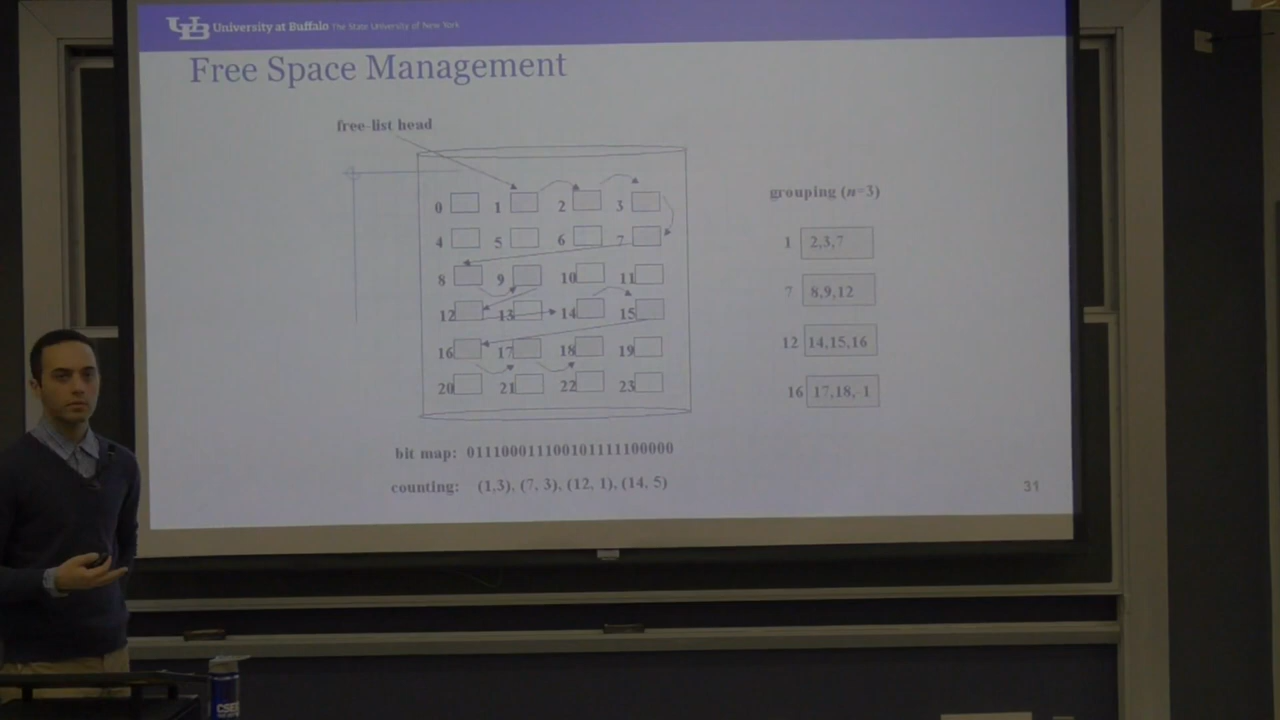 UB University at Buffalo The State University of New York
Free Space Management
free-list head
0 1 2 3
4 5 6 7
8 9 10 11
12 13 14 15
16 17 18 19
20 21 22 23
bit map: 011100011100101111100000
counting: (1,3), (7, 3), (12, 1), (14, 5)
grouping (n=3)
1 2,3,7
7 8,9,12
12 14,15,16
16 17,18,-1
31
CSE